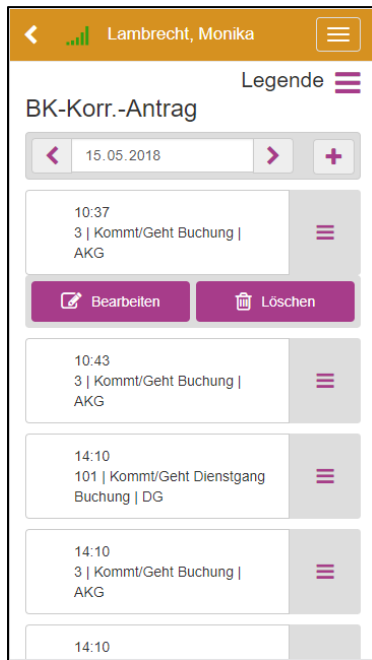 Lambrecht, Monika
Legende
BK-Korr.-Antrag
15.05.2018
10:37
3 | Kommt/Geht Buchung |
AKG
Bearbeiten
Löschen
10:43
3 | Kommt/Geht Buchung |
AKG
14:10
101 | Kommt/Geht Dienstgang
Buchung | DG
14:10
3 | Kommt/Geht Buchung |
AKG
14:10